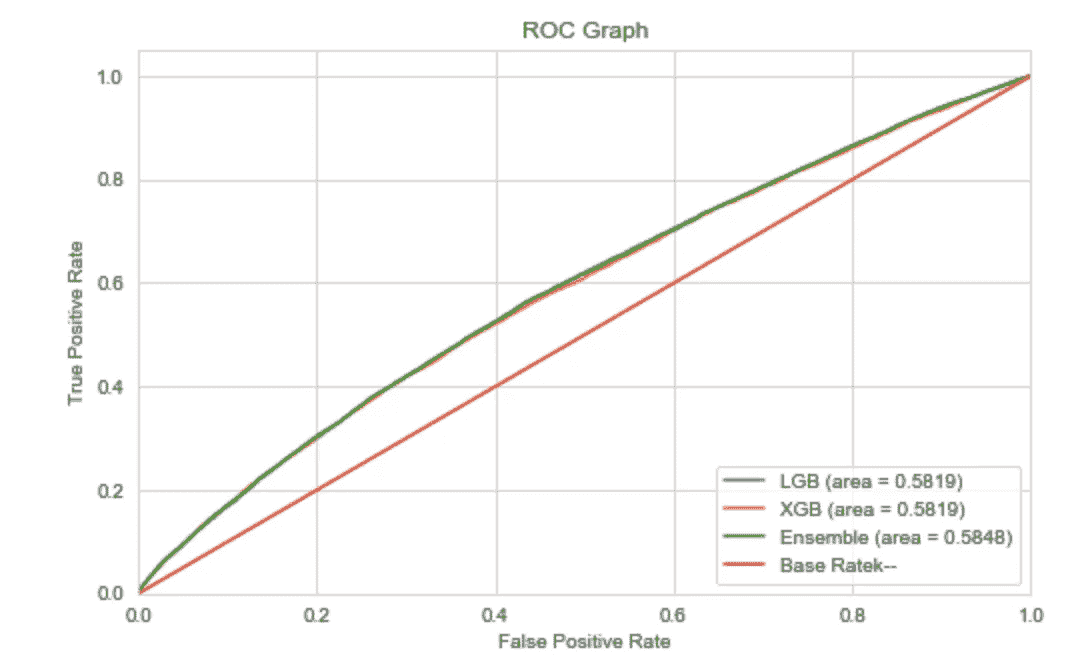 ROC Graph
1.0
0.8
0.6
0.4
0.2
0.0
True Positive Rate
LGB (area = 0.5819)
XGB (area = 0.5819)
Ensemble (area = 0.5848)
Base Ratek--
0.0 0.2 0.4 0.6 0.8 1.0
False Positive Rate